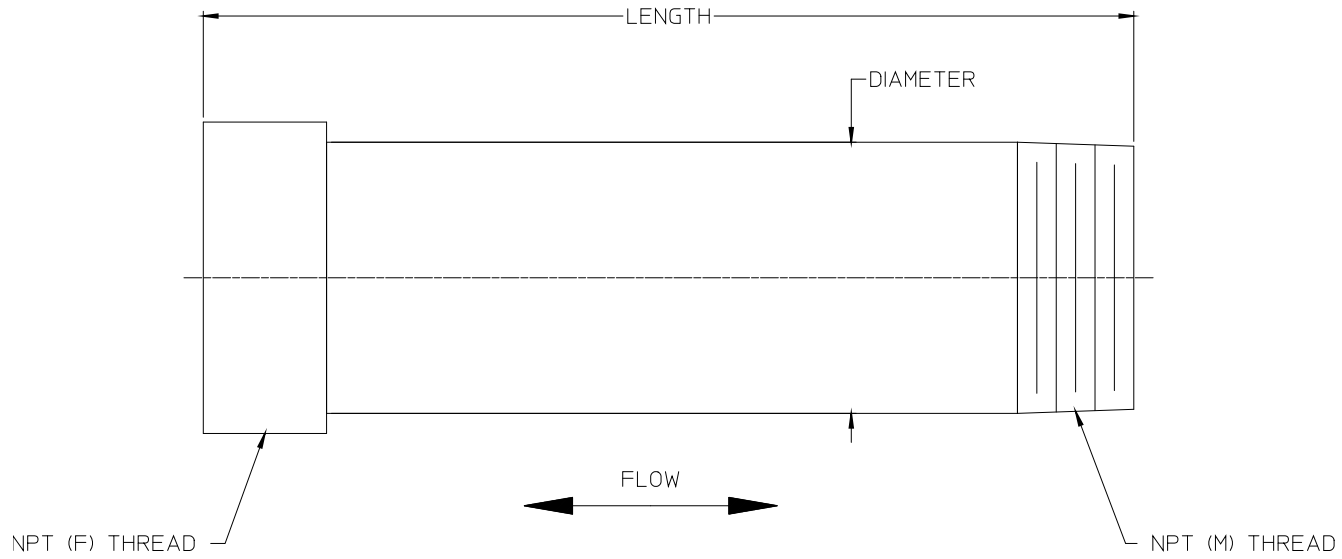 LENGTH
DIAMETER
FLOW
NPT (F) THREAD
NPT (M) THREAD